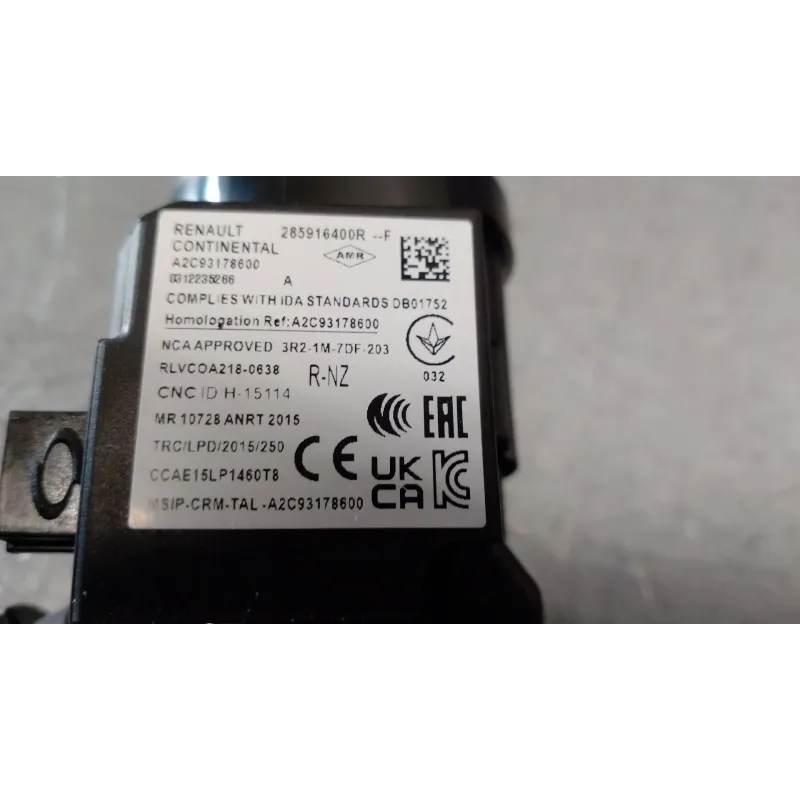 RENAULT 285916400R --F
CONTINENTAL
AMR
A2C93178600
0312235266 A
COMPLIES WITH IDA STANDARDS DB01752
Homologation Ref:A2C93178600
NCA APPROVED 3R2-1M-7DF-203
RLVCOA218-0638 R-NZ 032
CNC ID H-15114
MR 10728 ANRT 2015
EAC
TRC/LPD/2015/250
CE
CCAE15LP1460T8
UK
CA
MSIP-CRM-TAL-A2C93178600